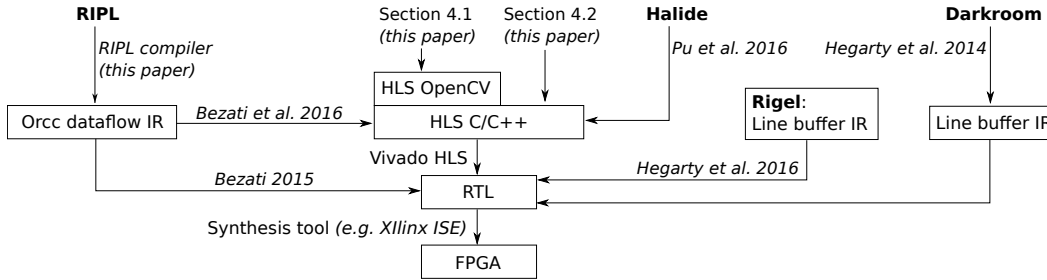 RIPL
Section 4.1
(this paper)
Section 4.2
(this paper)
Halide
Darkroom
RIPL compiler
(this paper)
Pu et al. 2016
Hegarty et al. 2014
HLS OpenCV
Rigel:
Line buffer IR
Orcc dataflow IR
Bezati et al. 2016
HLS C/C++
Line buffer IR
Vivado HLS
Bezati 2015
Hegarty et al. 2016
RTL
Synthesis tool (e.g. XIlinx ISE)
FPGA